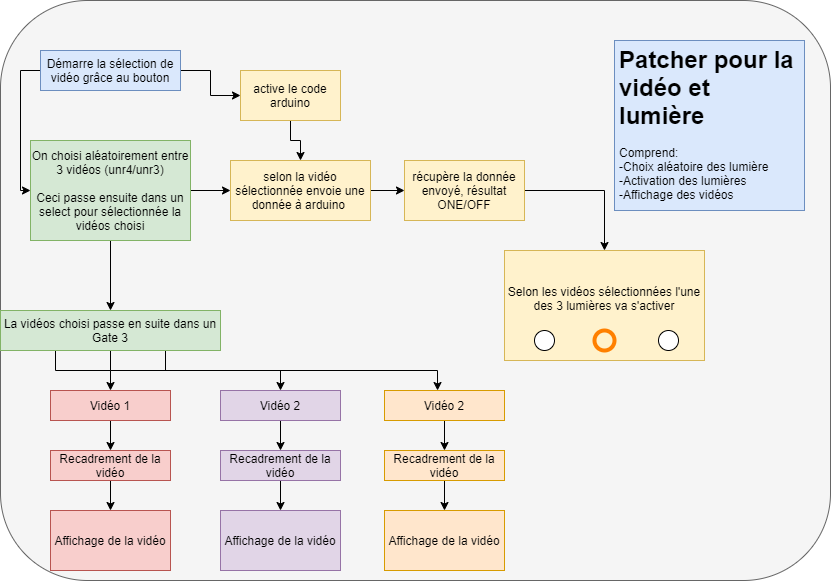 Démarre la sélection de
vidéo grâce au bouton
active le code
arduino
Patcher pour la
vidéo et
lumière
Comprend:
-Choix aléatoire des lumière
-Activation des lumières
-Affichage des vidéos
On choisi aléatoirement entre
3 vidéos (unr4/unr3)
Ceci passe ensuite dans un
select pour sélectionnée la
vidéos choisi
selon la vidéo
sélectionnée envoie une
donnée à arduino
récupère la donnée
envoyé, résultat
ONE/OFF
Selon les vidéos sélectionnées l'une
des 3 lumières va s'activer
La vidéos choisi passe en suite dans un
Gate 3
Vidéo 1
Vidéo 2
Vidéo 2
Recadrement de la
vidéo
Recadrement de la
vidéo
Recadrement de la
vidéo
Affichage de la vidéo
Affichage de la vidéo
Affichage de la vidéo